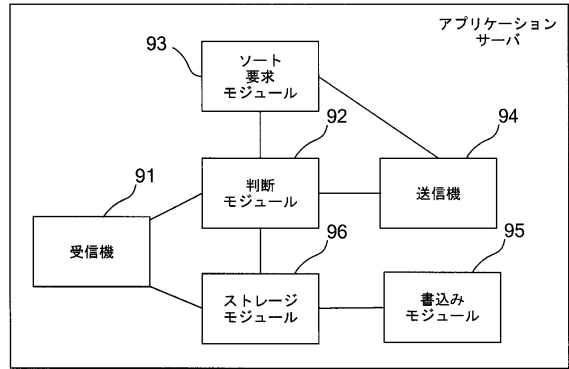 アプリケーション
サーバ
93
ソート
要求
モジュール
92
94
判断
モジュール
送信機
91
受信機
96
95
ストレージ
モジュール
書込み
モジュール